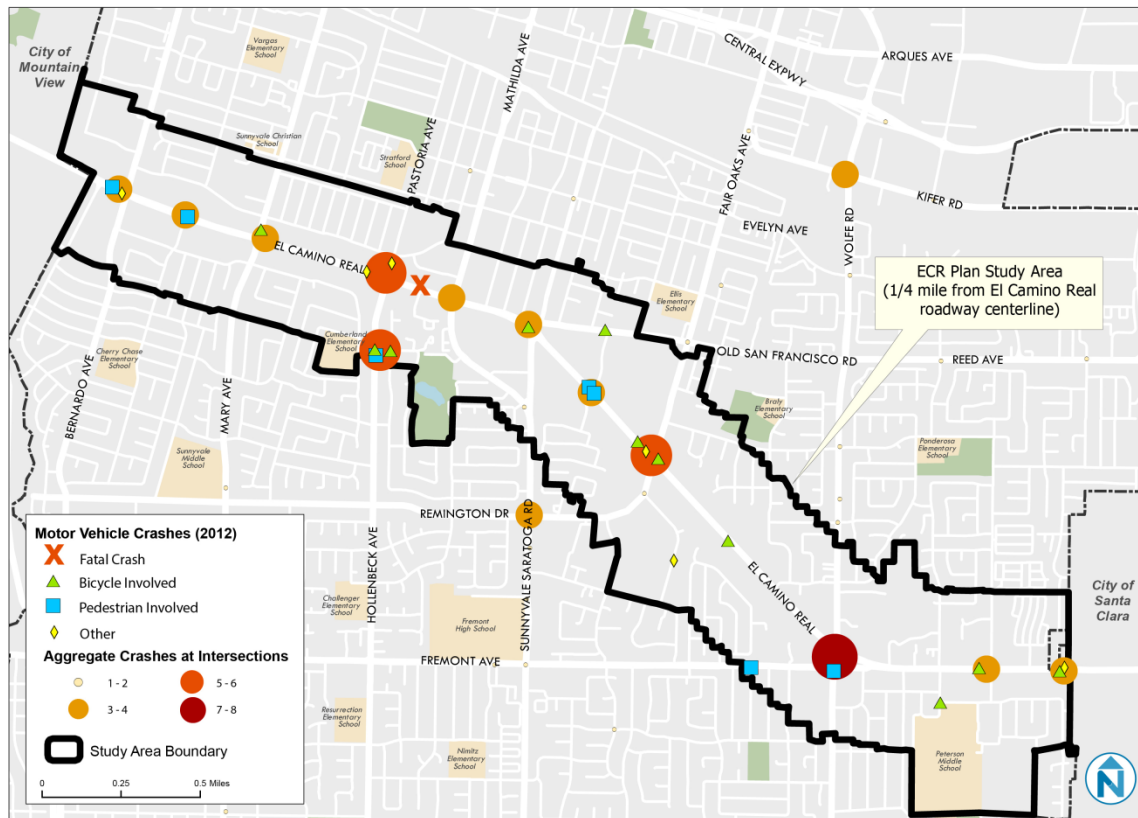 City of
Mountain
View
Vargas
Elementary
School
MATHILDA AVE
CENTRAL EXPWY
ARQUES AVE
Sunnyvale Christian
School
Stratford
School
PASTORIA AVE
FAIR OAKS AVE
KIFER RD
EVELYN AVE
WOLFE RD
EL CAMINO REAL
ECR Plan Study Area
(1/4 mile from El Camino Real
roadway centerline)
Ellis
Elementary
School
Cumberland
Elementary
School
Cherry Chase
Elementary
School
OLD SAN FRANCISCO RD
REED AVE
BERNARDO AVE
MARY AVE
Braly
Elementary
School
Ponderosa
Elementary
School
Sunnyvale
Middle
School
REMINGTON DR
SUNNYVALE SARATOGA RD
HOLLENBECK AVE
EL CAMINO REAL
City of
Santa
Clara
Challenger
Elementary
School
Fremont
High School
FREMONT AVE
Resurrection
Elementary
School
Nimitz
Elementary
School
Peterson
Middle
School
Motor Vehicle Crashes (2012)
X Fatal Crash
Bicycle Involved
Pedestrian Involved
Other
Aggregate Crashes at Intersections
1 - 2
5 - 6
3 - 4
7 - 8
Study Area Boundary
0 0.25 0.5 Miles
N